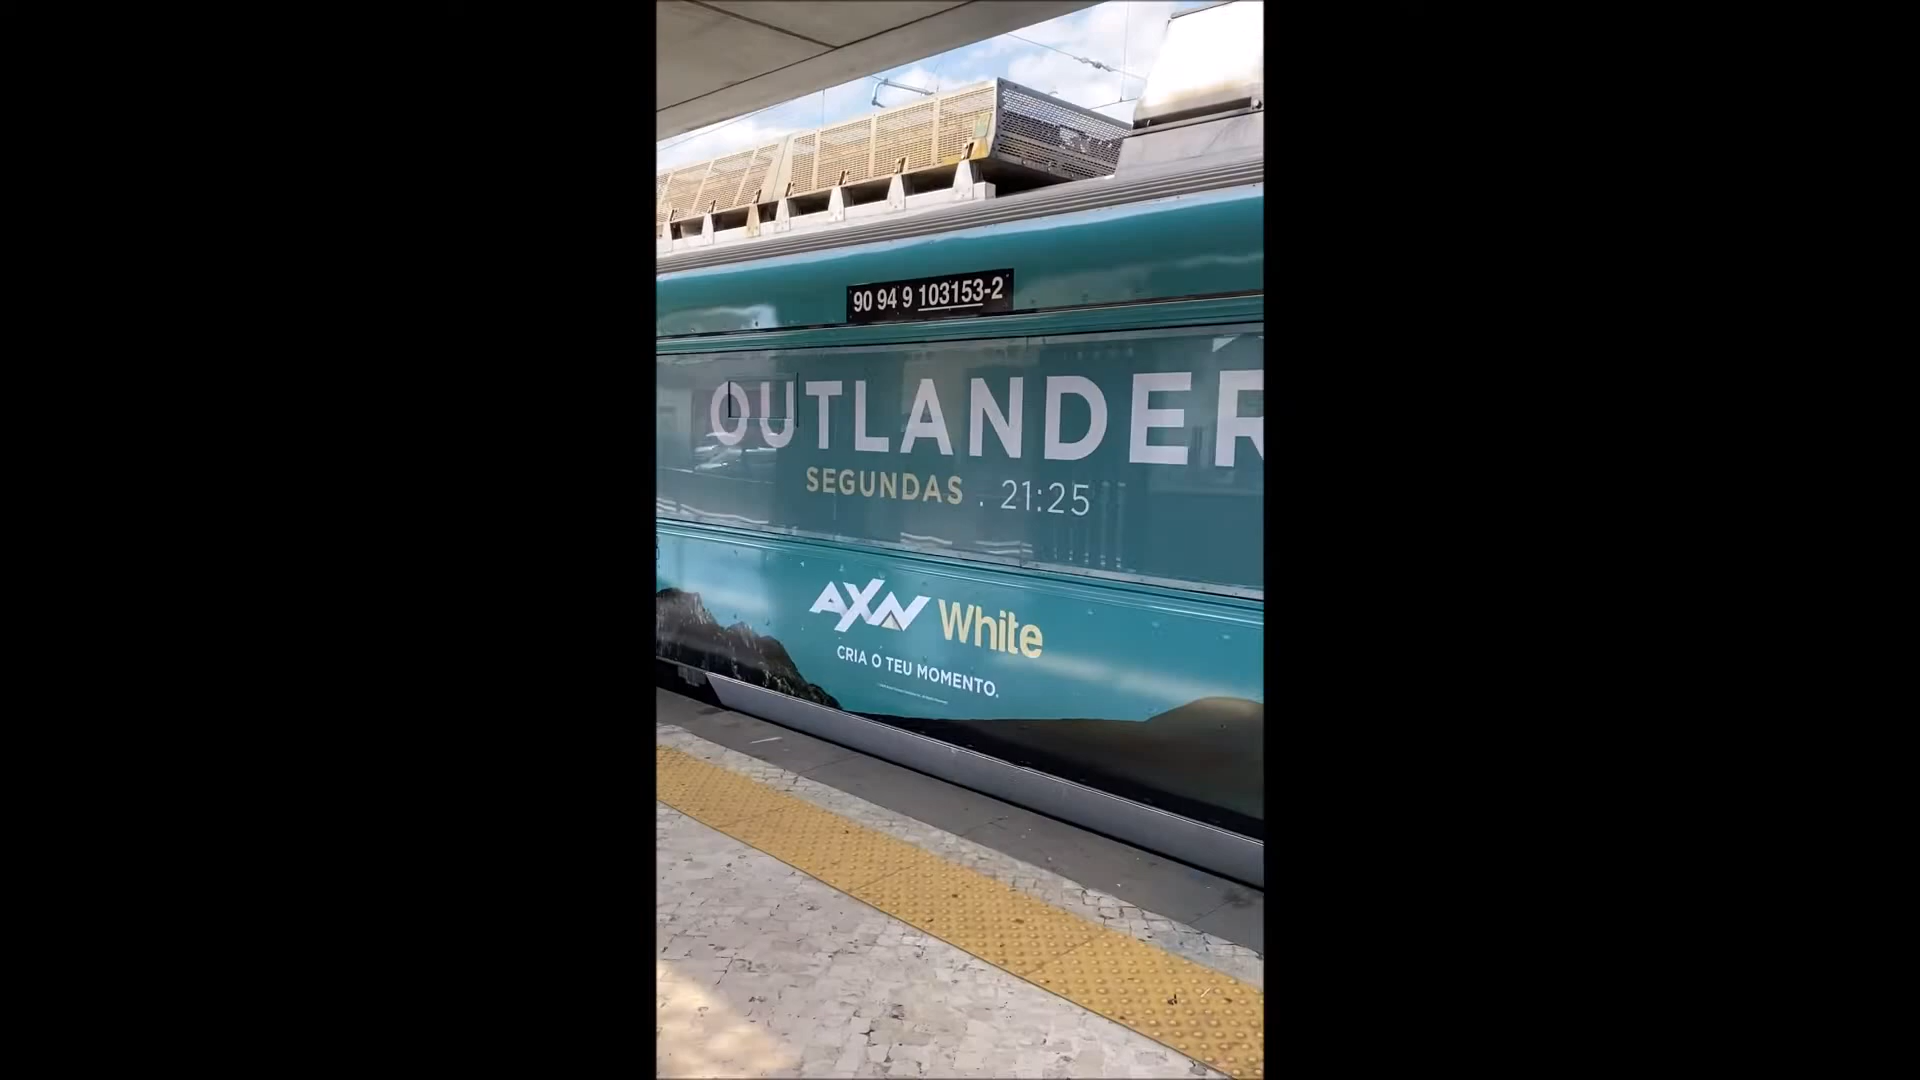 90 94 9 103153-2
OUTLANDER
SEGUNDAS . 21:25
AXN White
CRIA O TEU MOMENTO.